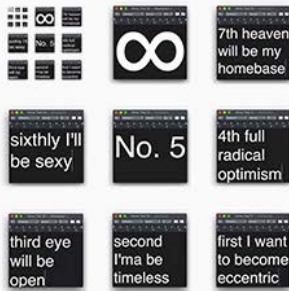 ∞
7th heaven
will be my
homebase
sixthly I'll
be sexy
No. 5
4th full
radical
optimism
third eye
will be
open
second
I'ma be
timeless
first I want
to become
eccentric